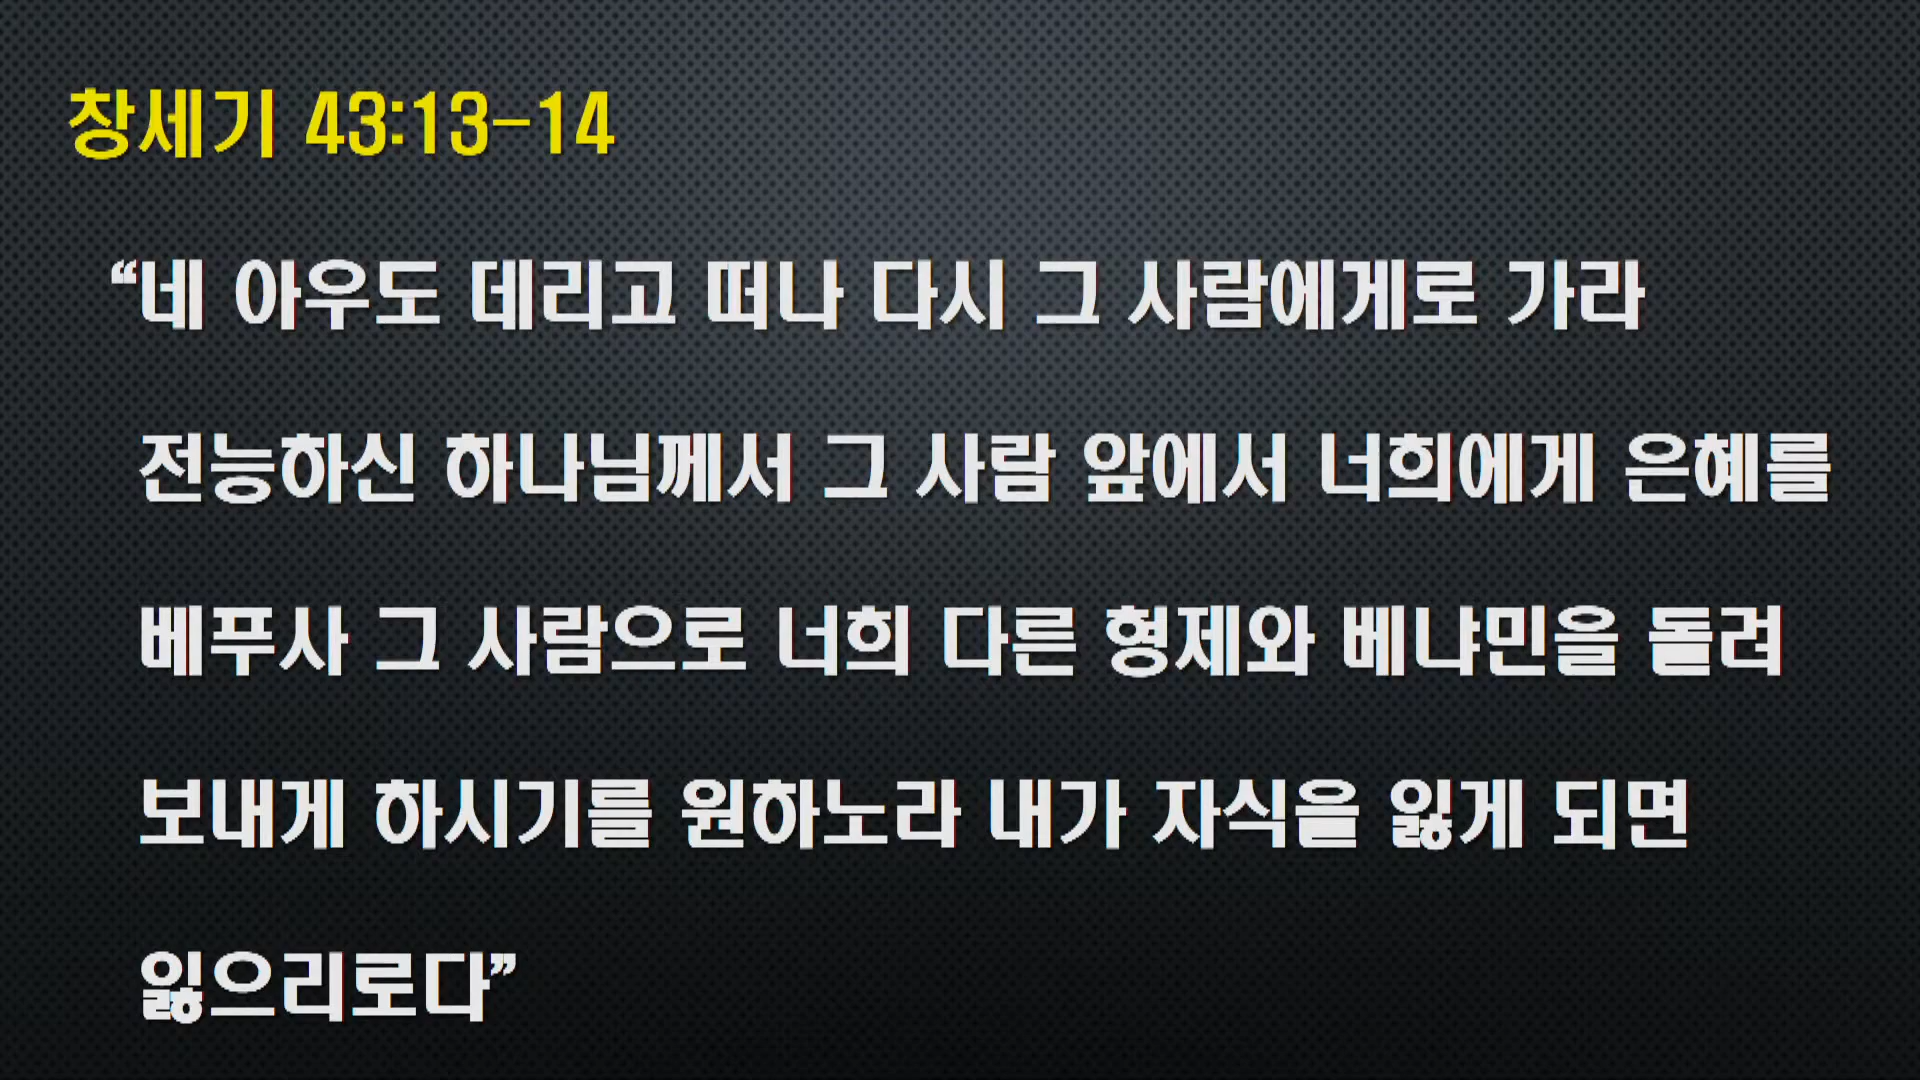 창세기 43:13-14
“네 아우도 데리고 떠나 다시 그 사람에게로 가라
전능하신 하나님께서 그 사람 앞에서 너희에게 은혜를
베푸사 그 사람으로 너희 다른 형제와 베냐민을 돌려
보내게 하시기를 원하노라 내가 자식을 잃게 되면
잃으리로다”